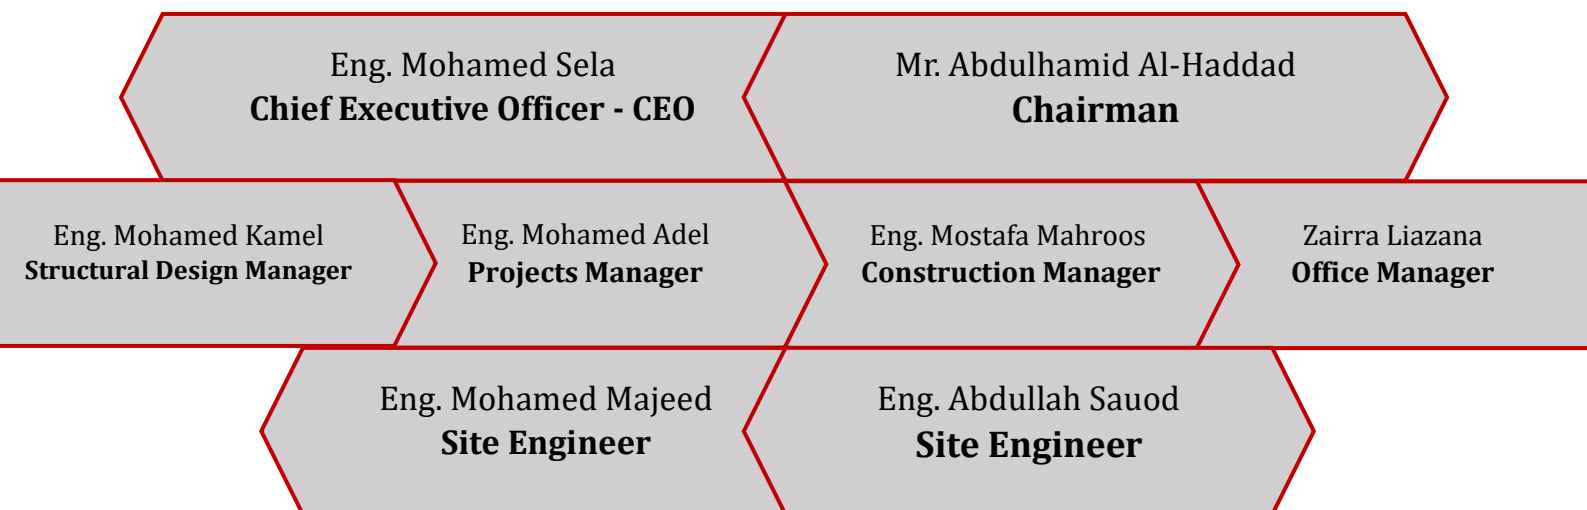 Eng. Mohamed Sela
Chief Executive Officer - CEO
Mr. Abdulhamid Al-Haddad
Chairman
Eng. Mohamed Kamel
Structural Design Manager
Eng. Mohamed Adel
Projects Manager
Eng. Mostafa Mahroos
Construction Manager
Zairra Liazana
Office Manager
Eng. Mohamed Majeed
Site Engineer
Eng. Abdullah Sauod
Site Engineer